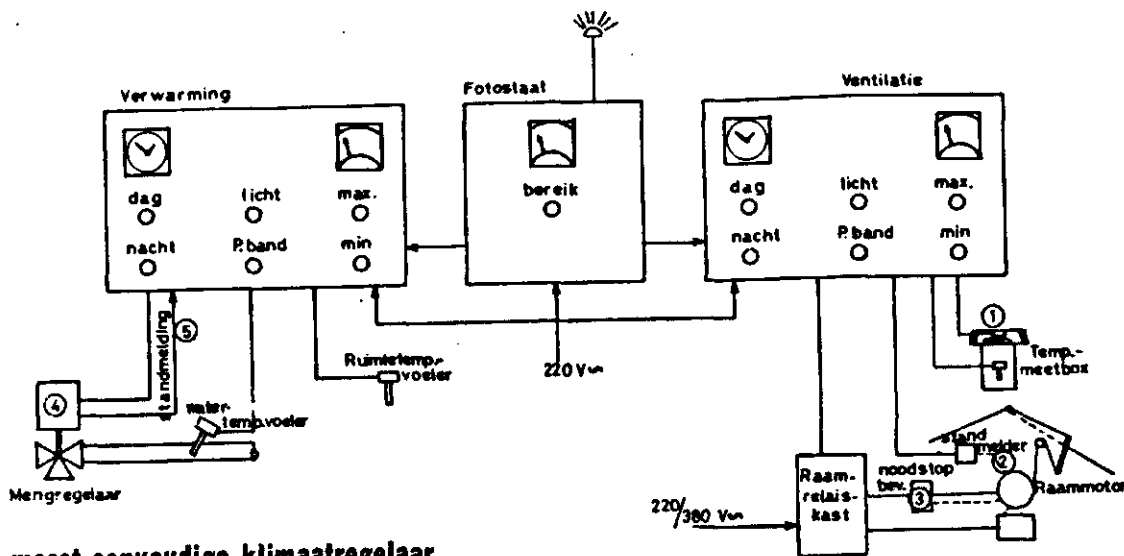 Verwarming
Fotostaat
Ventilatie
dag
licht
max.
nacht
P.band
min
bereik
dag
licht
max.
nacht
P.band
min
standmelding
5
4
water-
temp.voeler
Mengregelaar
Ruimtetemp.-
voeler
220 V~
1
Temp.-
meetbox
stand
melder
2
noodstop
bev.
3
Raammotor
Raam-
relais-
kast
220/
380 V~
meest eenvoudige klimaatregelaar